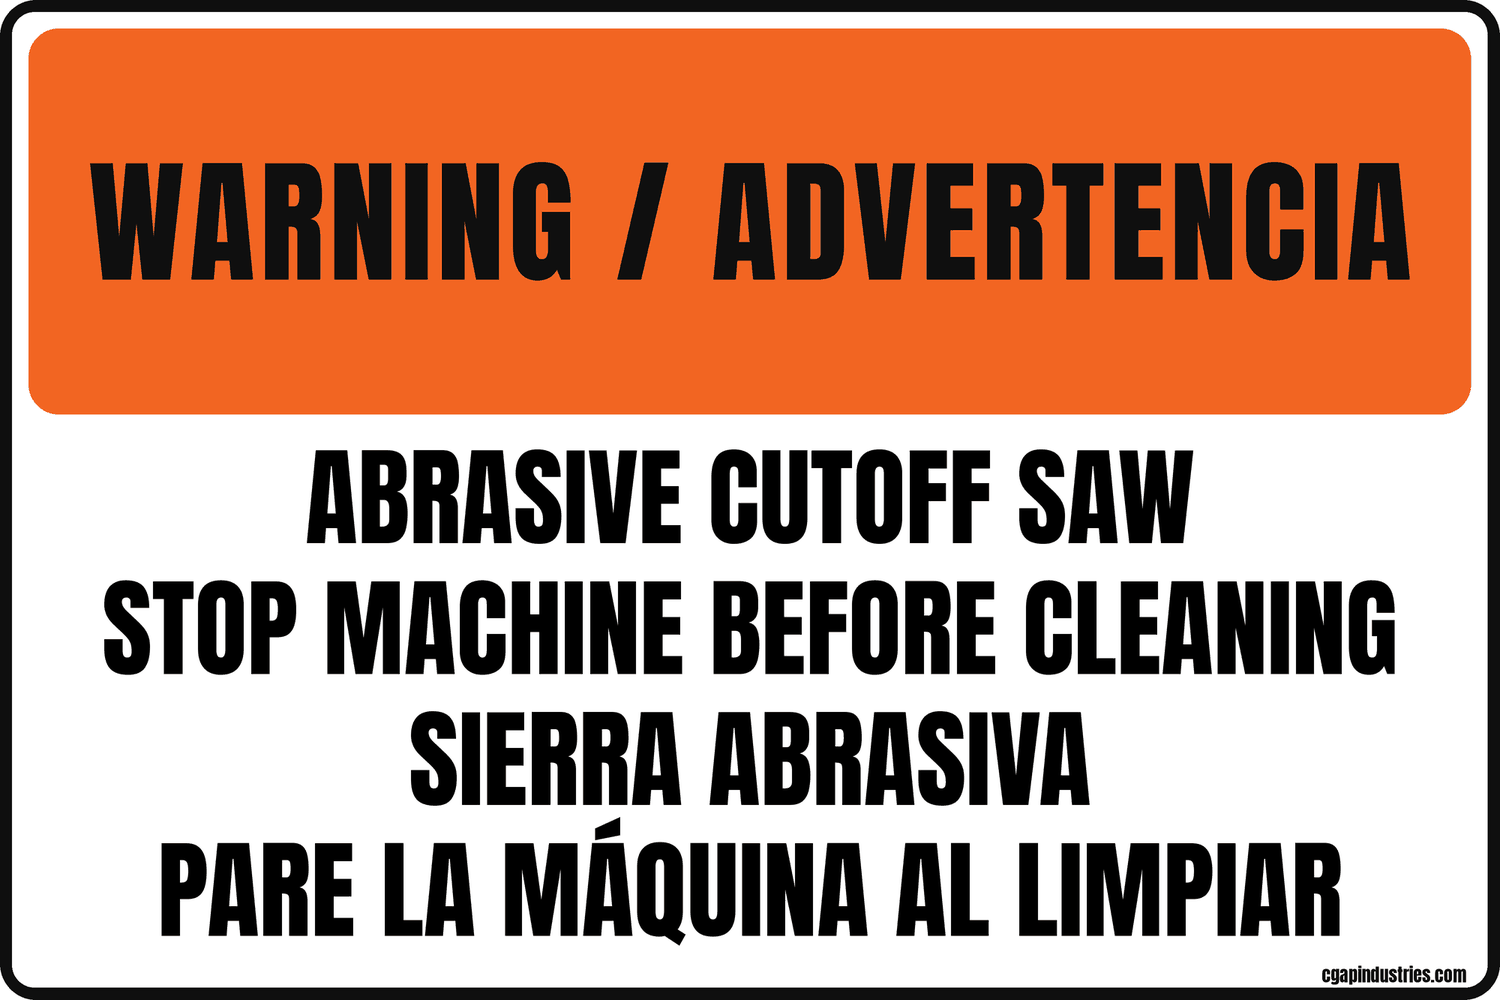 WARNING / ADVERTENCIA
ABRASIVE CUTOFF SAW
STOP MACHINE BEFORE CLEANING
SIERRA ABRASIVA
PARE LA MÁQUINA AL LIMPIAR
cgapindustries.com